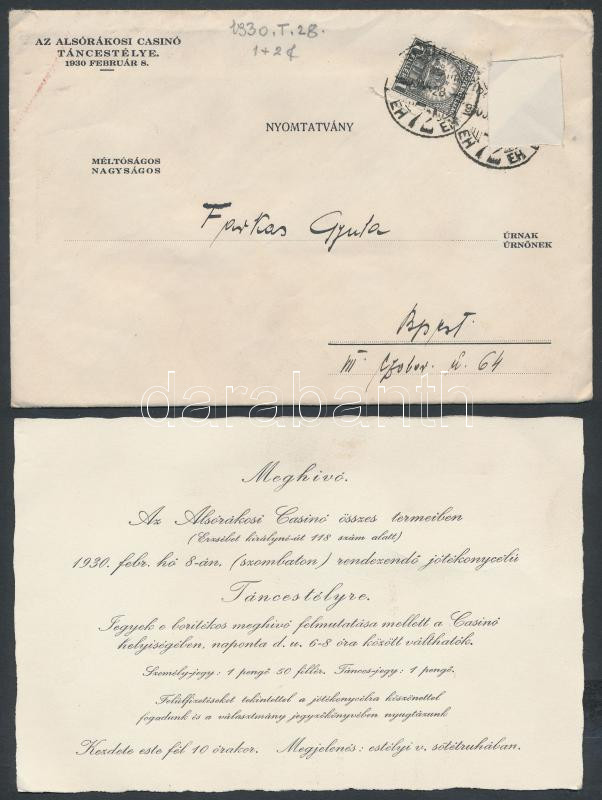 1930. I. 28.
1+2 ¢
AZ ALSÓRÁKOSI CASINÓ
TÁNCESTÉLYE.
1930 FEBRUÁR 8.
NYOMTATVÁNY
MÉLTÓSÁGOS
NAGYSÁGOS
Farkas Gyula
ÚRNAK
ÚRNŐNEK
Bpest.
III ú. 64
darabanth
Meghívó.
Az Alsórákosi Casinó összes termeiben
(Erzsébet királyné-út 118 szám alatt)
1930. febr. hó 8-án. (szombaton) rendezendő jótékonycélú
Táncestélyre.
Jegyek e borítékos meghívó felmutatása mellett a Casinó
helyiségében, naponta d. u. 6-8 óra között válthatók.
Személy-jegy : 1 pengő 50 fillér. Táncos-jegy : 1 pengő.
Felülfizetéseket tekintettel a jótékonycélra köszönettel
fogadunk és a választmány jegyzőkönyvében nyugtázunk
Kezdete este fél 10 órakor. Megjelenés : estélyi v. sötétruhában.